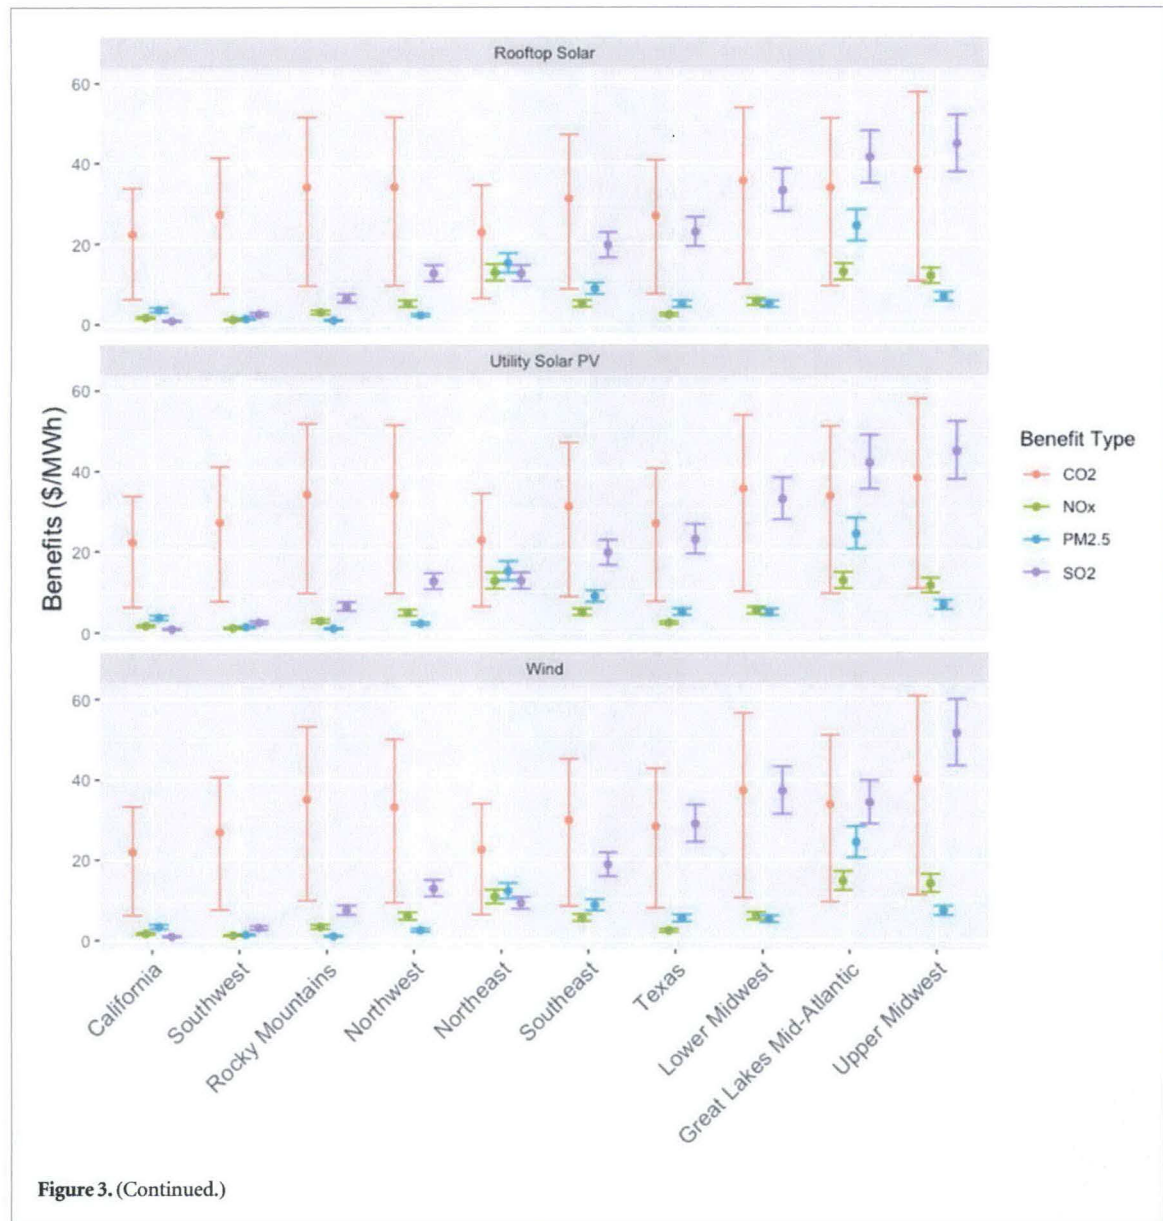 Rooftop Solar
60
40
20
0
Utility Solar PV
60
40
20
0
Wind
60
40
20
0
Benefits ($/MWh)
California
Southwest
Rocky Mountains
Northwest
Northeast
Southeast
Texas
Lower Midwest
Great Lakes Mid-Atlantic
Upper Midwest
Benefit Type
CO2
NOx
PM2.5
SO2
Figure 3. (Continued.)